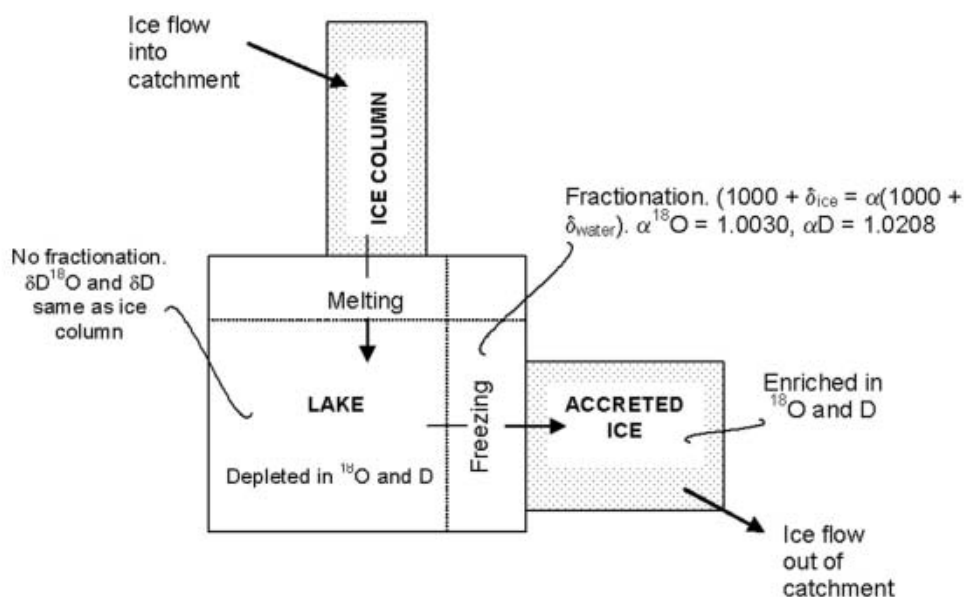 Ice flow
into
catchment
ICE COLUMN
Fractionation. (1000 + δice = α(1000 +
δwater). α¹⁸O = 1.0030, αD = 1.0208
No fractionation.
δD¹⁸O and δD
same as ice
column
Melting
LAKE
Depleted in ¹⁸O and D
Freezing
ACCRETED
ICE
Enriched in
¹⁸O and D
Ice flow
out of
catchment